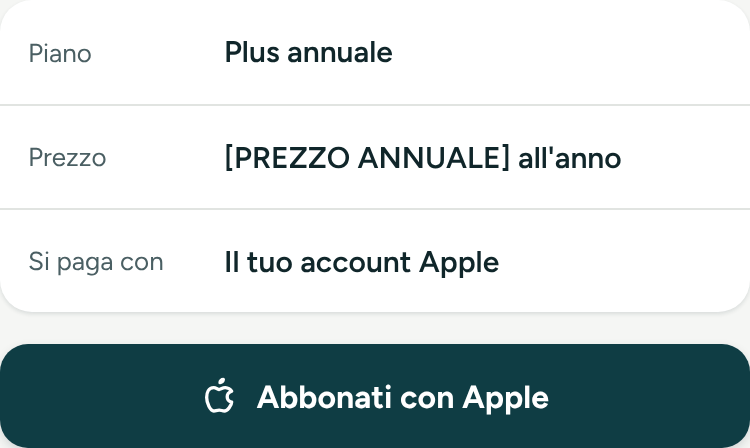 Piano
Plus annuale
Prezzo
[PREZZO ANNUALE] all'anno
Si paga con
Il tuo account Apple
Abbonati con Apple